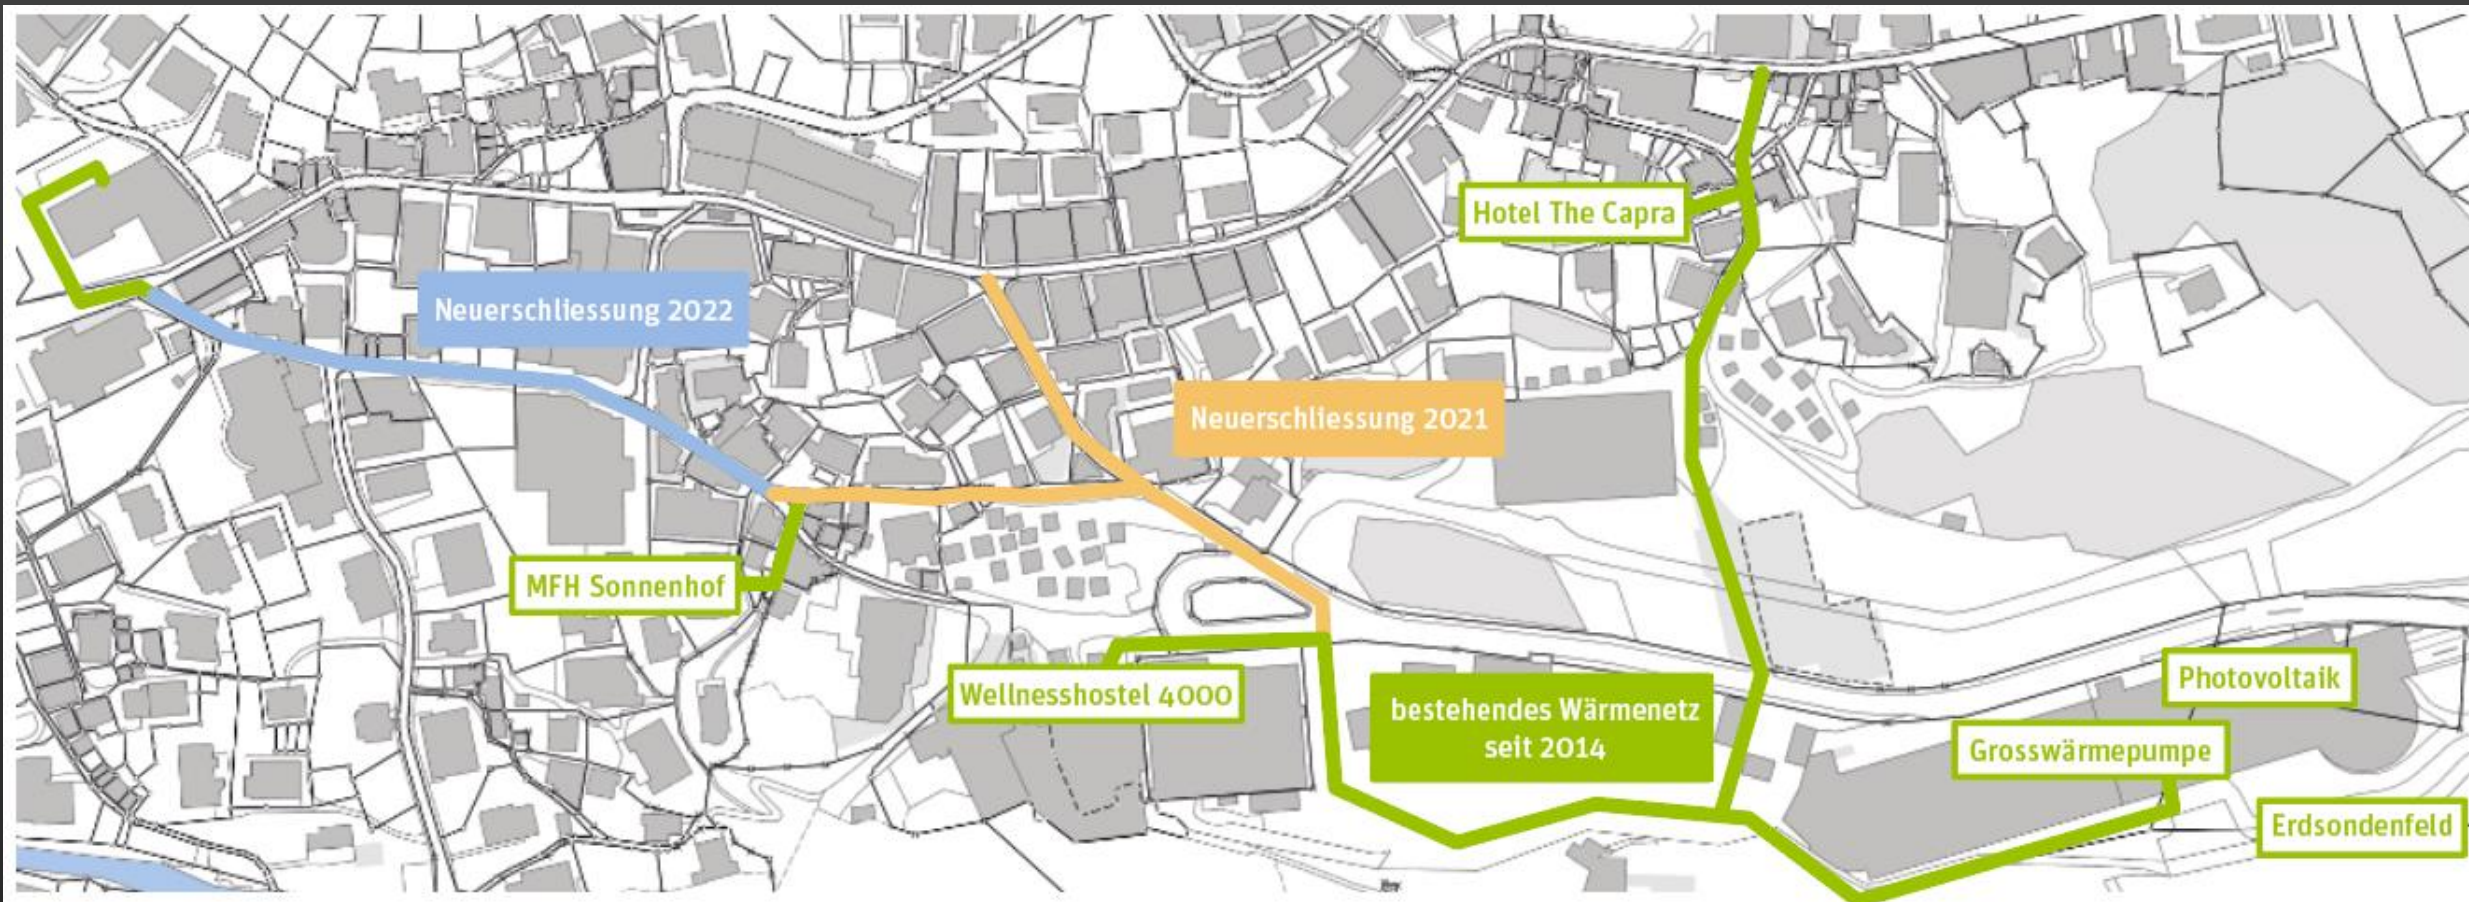 Hotel The Capra
Neuerschliessung 2022
Neuerschliessung 2021
MFH Sonnenhof
Wellnesshostel 4000
bestehendes Wärmenetz
seit 2014
Photovoltaik
Grosswärmepumpe
Erdsondenfeld